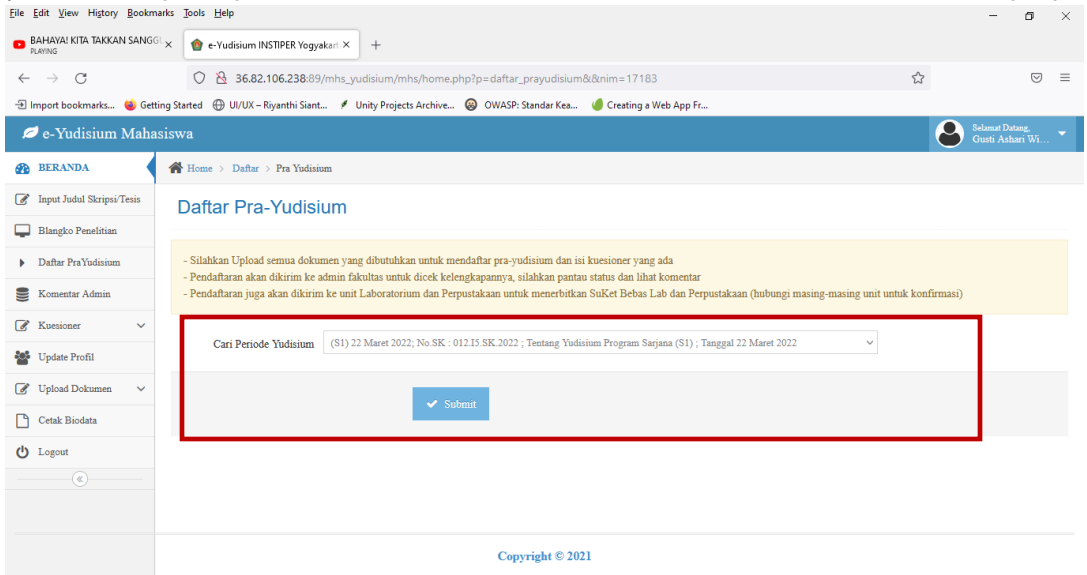 File Edit View History Bookmarks Tools Help
BAHAYA! KITA TAKKAN SANGG
PLAYING
e-Yudisium INSTIPER Yogyakart
36.82.106.238:89/mhs_yudisium/mhs/home.php?p=daftar_prayudisium&&nim=17183
Import bookmarks... Getting Started UI/UX – Riyanthi Siant... Unity Projects Archive... OWASP: Standar Kea... Creating a Web App Fr...
e-Yudisium Mahasiswa
Selamat Datang,
Gusti Ashari Wi...
BERANDA
Home > Daftar > Pra Yudisium
Input Judul Skripsi/Tesis
Blangko Penelitian
Daftar PraYudisium
Komentar Admin
Kuesioner
Update Profil
Upload Dokumen
Cetak Biodata
Logout
Daftar Pra-Yudisium
- Silahkan Upload semua dokumen yang dibutuhkan untuk mendaftar pra-yudisium dan isi kuesioner yang ada
- Pendaftaran akan dikirim ke admin fakultas untuk dicek kelengkapannya, silahkan pantau status dan lihat komentar
- Pendaftaran juga akan dikirim ke unit Laboratorium dan Perpustakaan untuk menerbitkan SuKet Bebas Lab dan Perpustakaan (hubungi masing-masing unit untuk konfirmasi)
Cari Periode Yudisium
(S1) 22 Maret 2022; No.SK : 012.I5.SK.2022 ; Tentang Yudisium Program Sarjana (S1) ; Tanggal 22 Maret 2022
Submit
Copyright © 2021